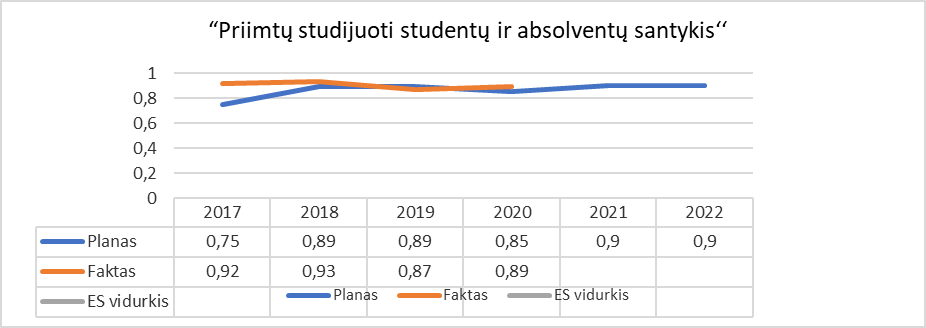 “Priimtų studijuoti studentų ir absolventų santykis‘‘
1
0,8
0,6
0,4
0,2
0
2017 2018 2019 2020 2021 2022
Planas 0,75 0,89 0,89 0,85 0,9 0,9
Faktas 0,92 0,93 0,87 0,89
ES vidurkis
Planas Faktas ES vidurkis